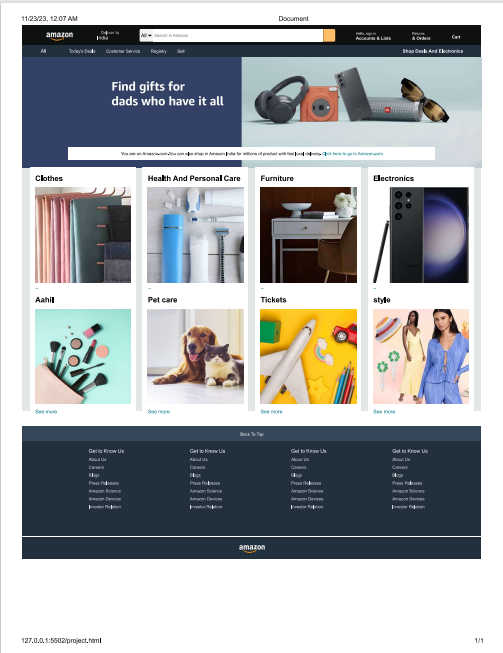 11/23/23, 12:07 AM Document
amazon Deliver to All Search in Amazon Hello, sign in Returns Cart
India Accounts & Lists & Orders
All Today's Deals Customer Service Registry Sell Shop Deals And Electronics
Find gifts for
dads who have it all
You are on Amazon.com.You can also shop in Amazon India for millions of product with fast local delivery. Click here to go to Amazon.com
Clothes Health And Personal Care Furniture Electronics
Aahil Pet care Tickets style
See more See more See more See more
Back To Top
Get to Know Us Get to Know Us Get to Know Us Get to Know Us
About Us About Us About Us About Us
Careers Careers Careers Careers
Blogs Blogs Blogs Blogs
Press Releases Press Releases Press Releases Press Releases
Amazon Science Amazon Science Amazon Science Amazon Science
Amazon Devices Amazon Devices Amazon Devices Amazon Devices
Investor Relation Investor Relation Investor Relation Investor Relation
amazon
127.0.0.1:5502/project.html 1/1